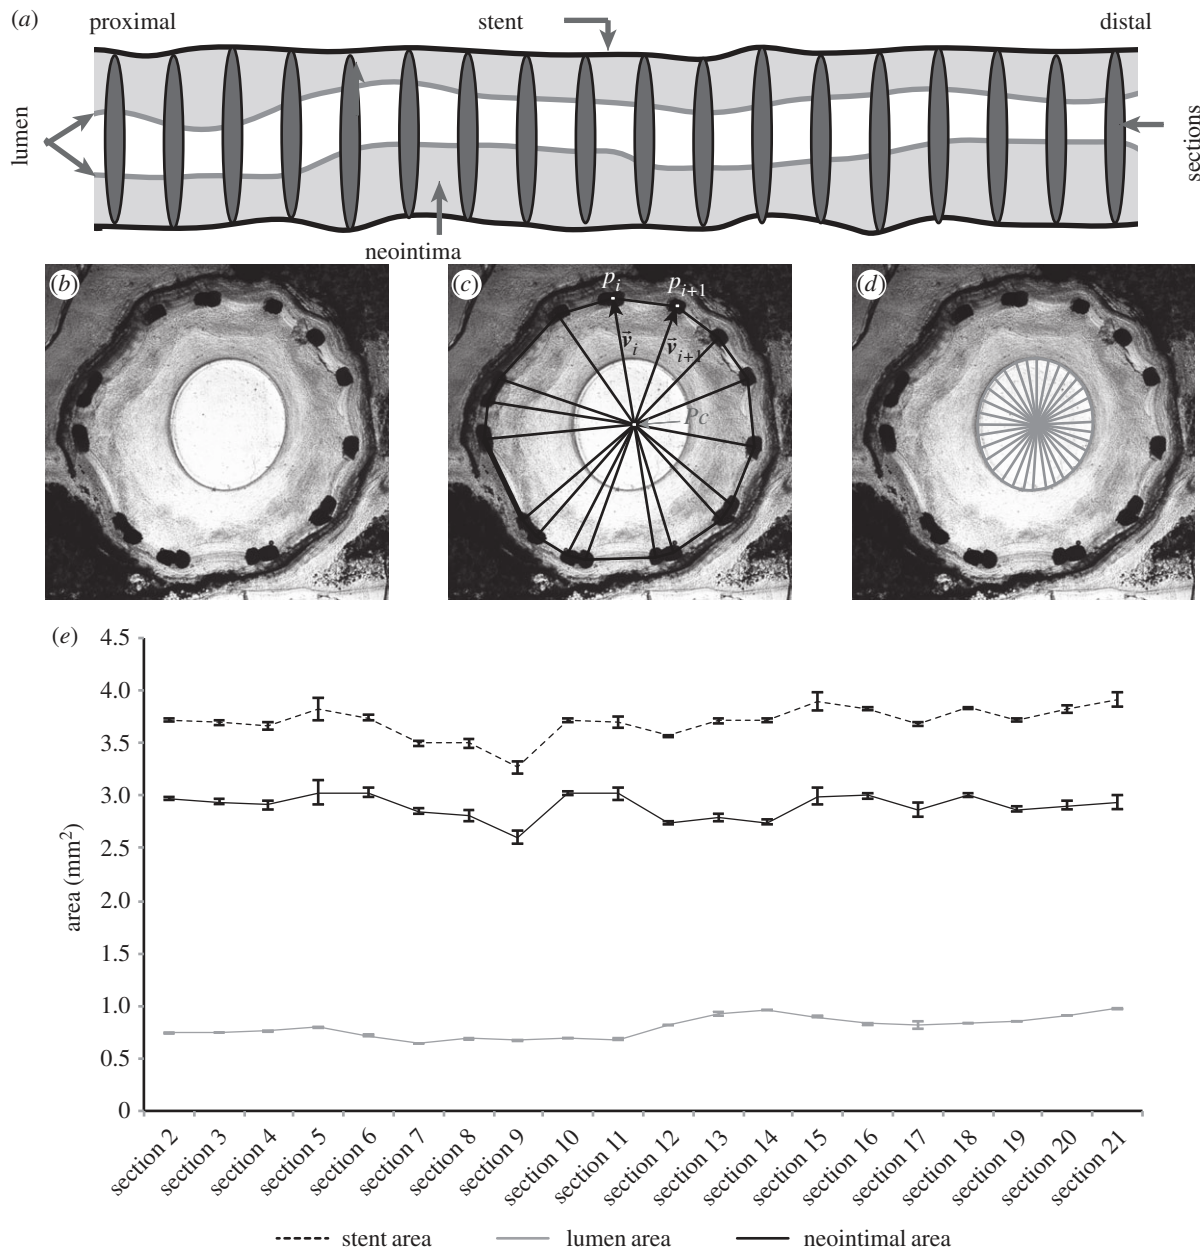 (a)
proximal
stent
distal
lumen
sections
neointima
(b)
(c)
p_i
p_{i+1}
v⃗_i
v⃗_{i+1}
Pc
(d)
(e)
4.5
4.0
3.5
3.0
2.5
2.0
1.5
1.0
0.5
0
area (mm²)
section 2
section 3
section 4
section 5
section 6
section 7
section 8
section 9
section 10
section 11
section 12
section 13
section 14
section 15
section 16
section 17
section 18
section 19
section 20
section 21
stent area
lumen area
neointimal area